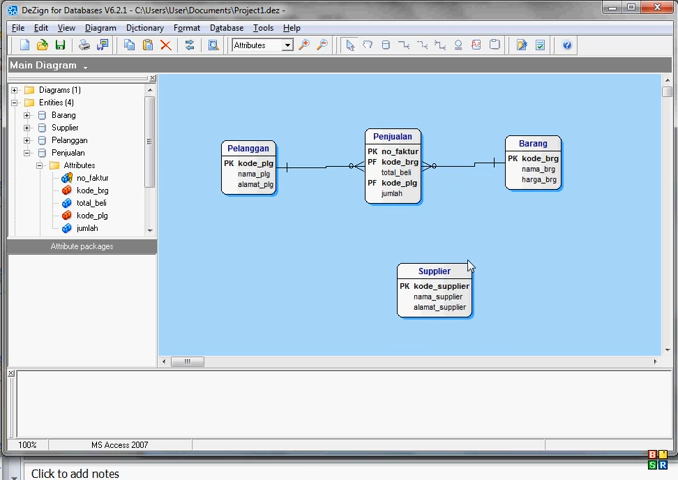 DeZign for Databases V6.2.1 - C:\Users\User\Documents\Project1.dez -
File Edit View Diagram Dictionary Format Database Tools Help
Attributes
Main Diagram
Diagrams (1)
Entities (4)
Barang
Supplier
Pelanggan
Penjualan
Attributes
no_faktur
kode_brg
total_beli
kode_plg
jumlah
Attribute packages
Pelanggan
PK kode_plg
nama_plg
alamat_plg
Penjualan
PK no_faktur
PF kode_brg
total_beli
PF kode_plg
jumlah
Barang
PK kode_brg
nama_brg
harga_brg
Supplier
PK kode_supplier
nama_supplier
alamat_supplier
100% MS Access 2007
B S R
Click to add notes